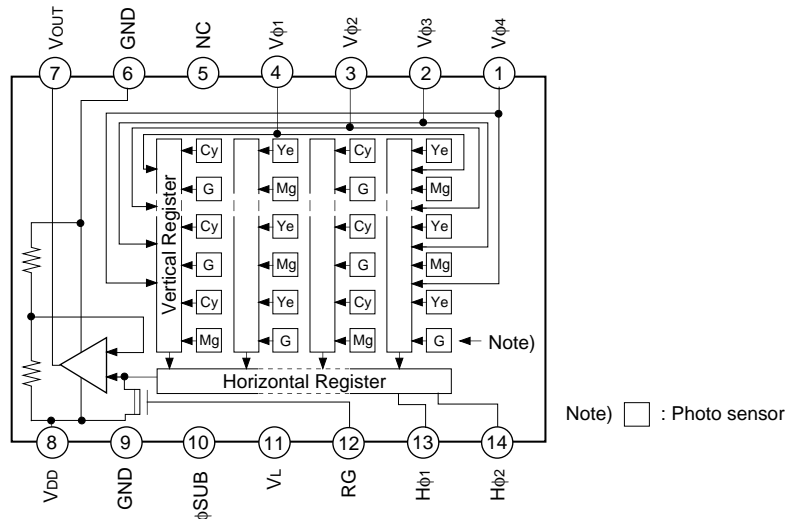 VOUT
GND
NC
Vφ1
Vφ2
Vφ3
Vφ4
7
6
5
4
3
2
1
Vertical Register
Cy Ye Cy Ye
G Mg G Mg
Cy Ye Cy Ye
G Mg G Mg
Cy Ye Cy Ye
Mg G Mg G
Note)
Horizontal Register
Note) : Photo sensor
8
9
10
11
12
13
14
VDD
GND
φSUB
VL
RG
Hφ1
Hφ2